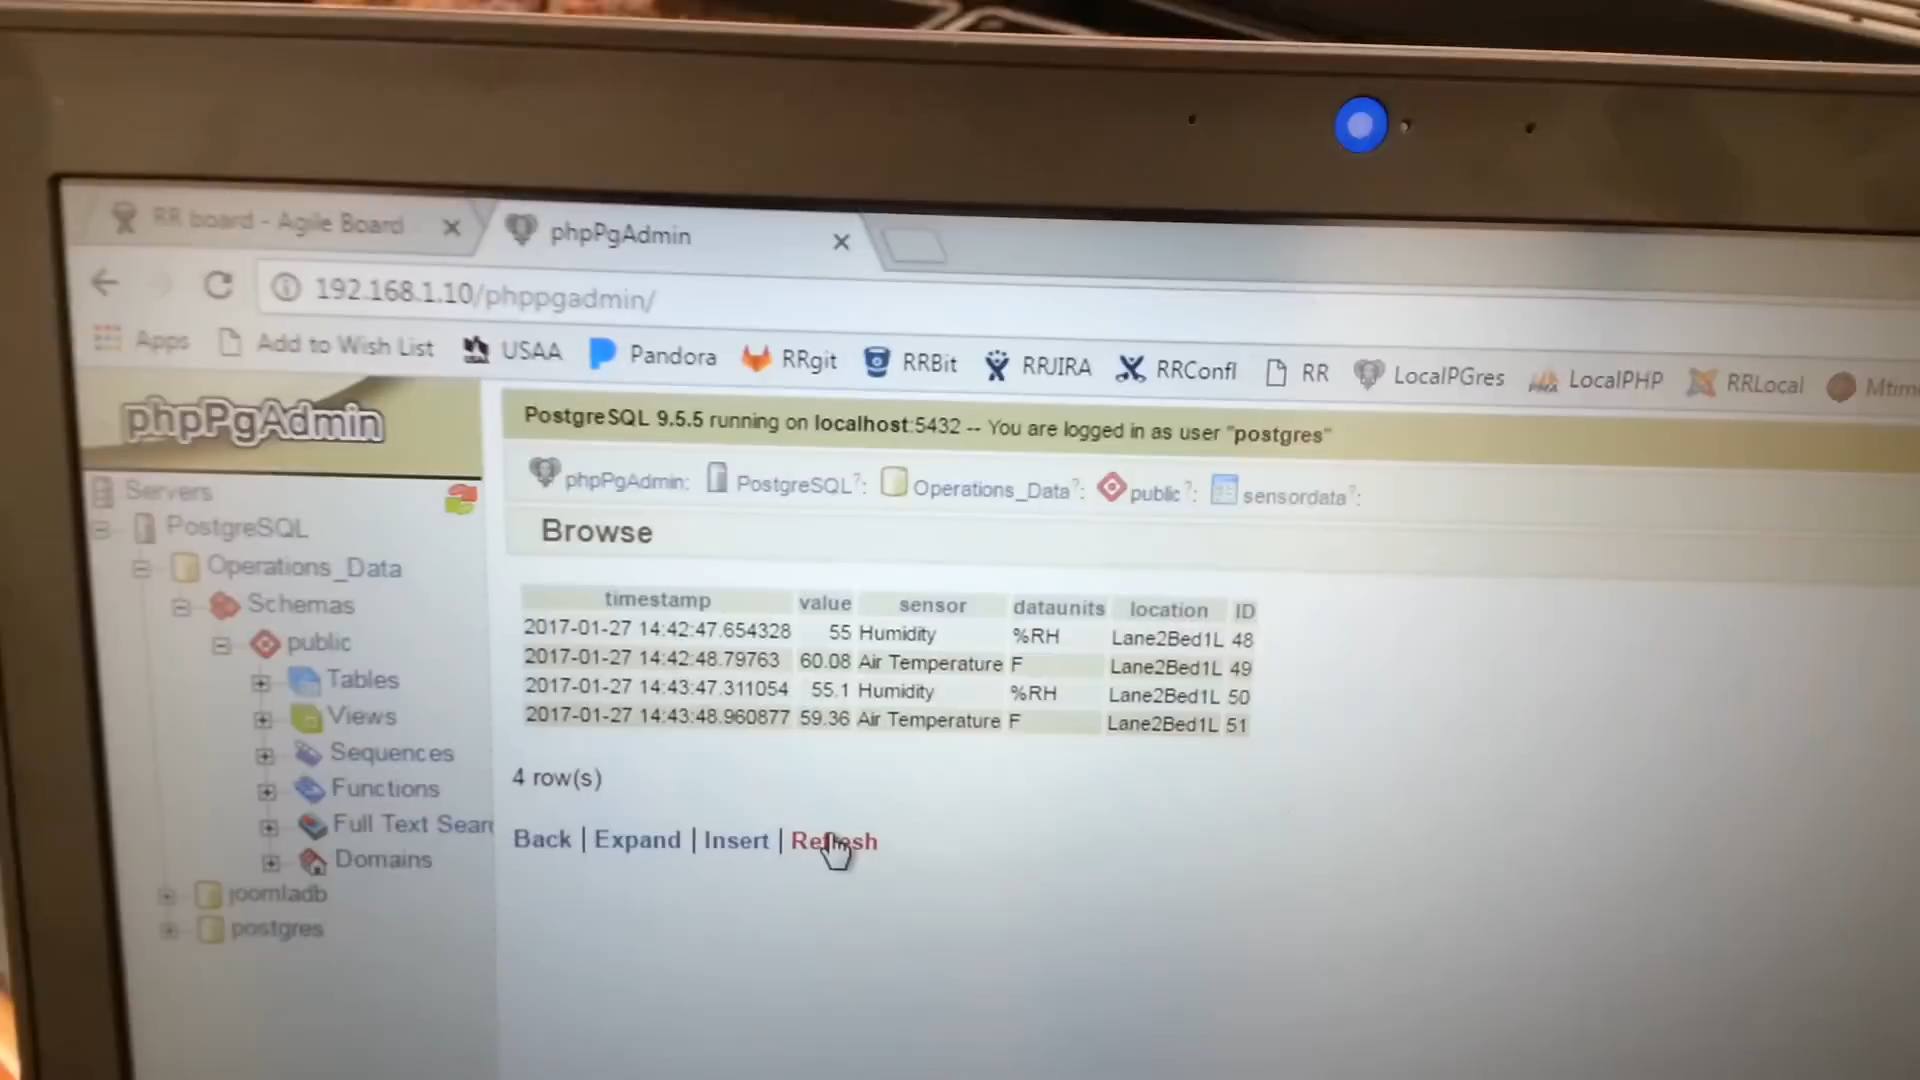 RR board - Agile Board
phpPgAdmin
192.168.1.10/phppgadmin/
Apps Add to Wish List USAA Pandora RRgit RRBit RRJIRA RRConfl RR LocalPGres LocalPHP RRLocal Mtim
phpPgAdmin
PostgreSQL 9.5.5 running on localhost:5432 -- You are logged in as user "postgres"
phpPgAdmin: PostgreSQL?: Operations_Data?: public?: sensordata?:
Browse
Servers
PostgreSQL
Operations_Data
Schemas
public
Tables
Views
Sequences
Functions
Full Text Sear
Domains
joomladb
postgres
timestamp value sensor dataunits location ID
2017-01-27 14:42:47.654328 55 Humidity %RH Lane2Bed1L 48
2017-01-27 14:42:48.79763 60.08 Air Temperature F Lane2Bed1L 49
2017-01-27 14:43:47.311054 55.1 Humidity %RH Lane2Bed1L 50
2017-01-27 14:43:48.960877 59.36 Air Temperature F Lane2Bed1L 51
4 row(s)
Back | Expand | Insert | Refresh